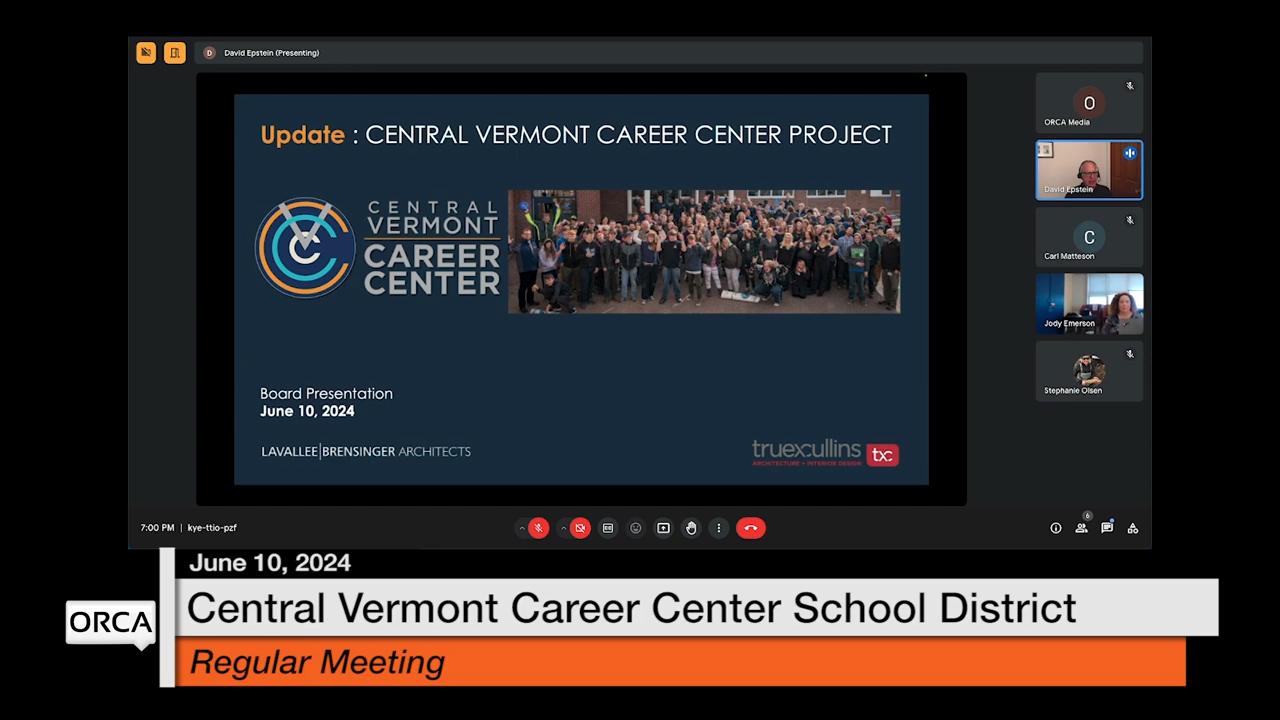 D David Epstein (Presenting)
Update : CENTRAL VERMONT CAREER CENTER PROJECT
CENTRAL
VERMONT
CAREER
CENTER
Board Presentation
June 10, 2024
LAVALLEE|BRENSINGER ARCHITECTS
truexcullins
ARCHITECTURE + INTERIOR DESIGN
txc
O
ORCA Media
David Epstein
C
Carl Matteson
Jody Emerson
Stephanie Olsen
7:00 PM | kye-ttio-pzf
6
June 10, 2024
ORCA
Central Vermont Career Center School District
Regular Meeting